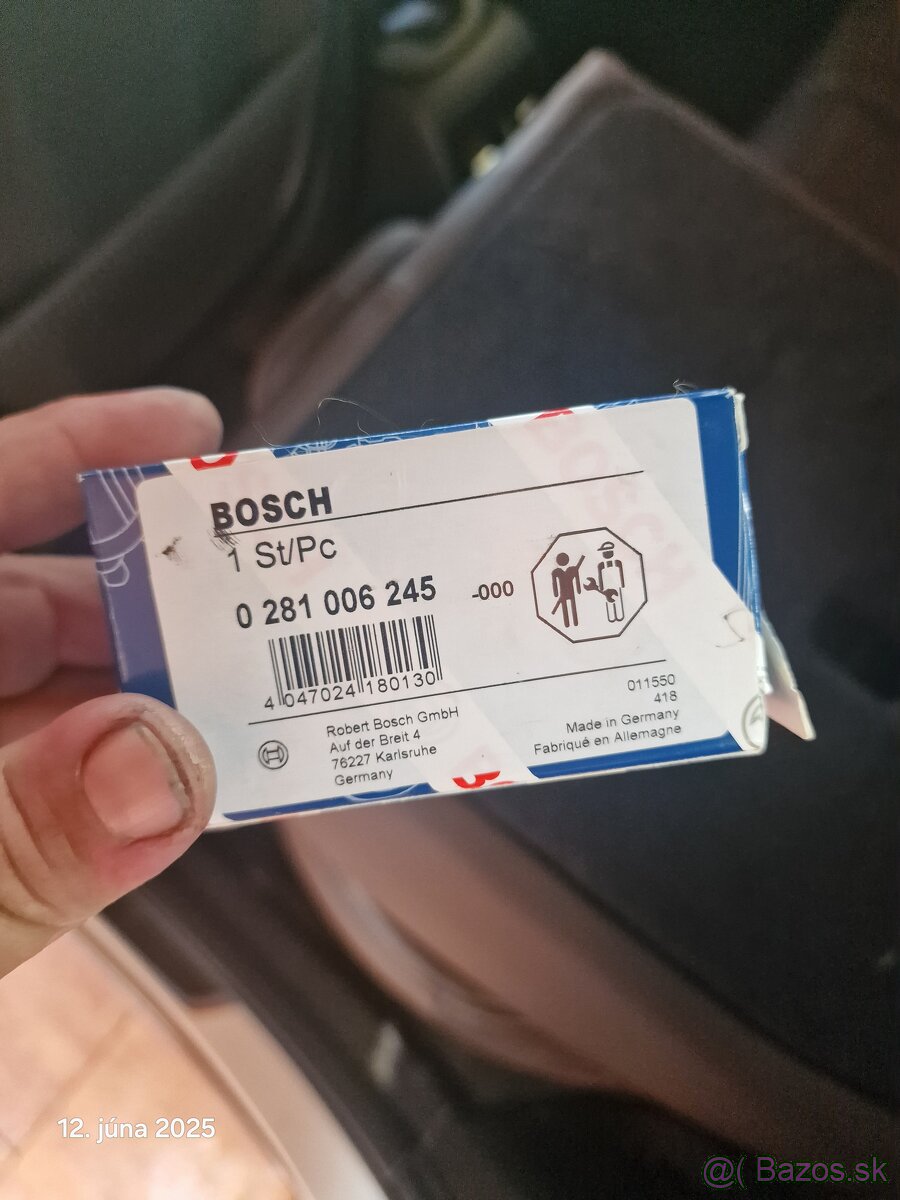 BOSCH
1 St/Pc
0 281 006 245
-000
4 047024 180130
Robert Bosch GmbH
Auf der Breit 4
76227 Karlsruhe
Germany
011550
418
Made in Germany
Fabriqué en Allemagne
BOSCH
12. júna 2025
@( Bazos.sk